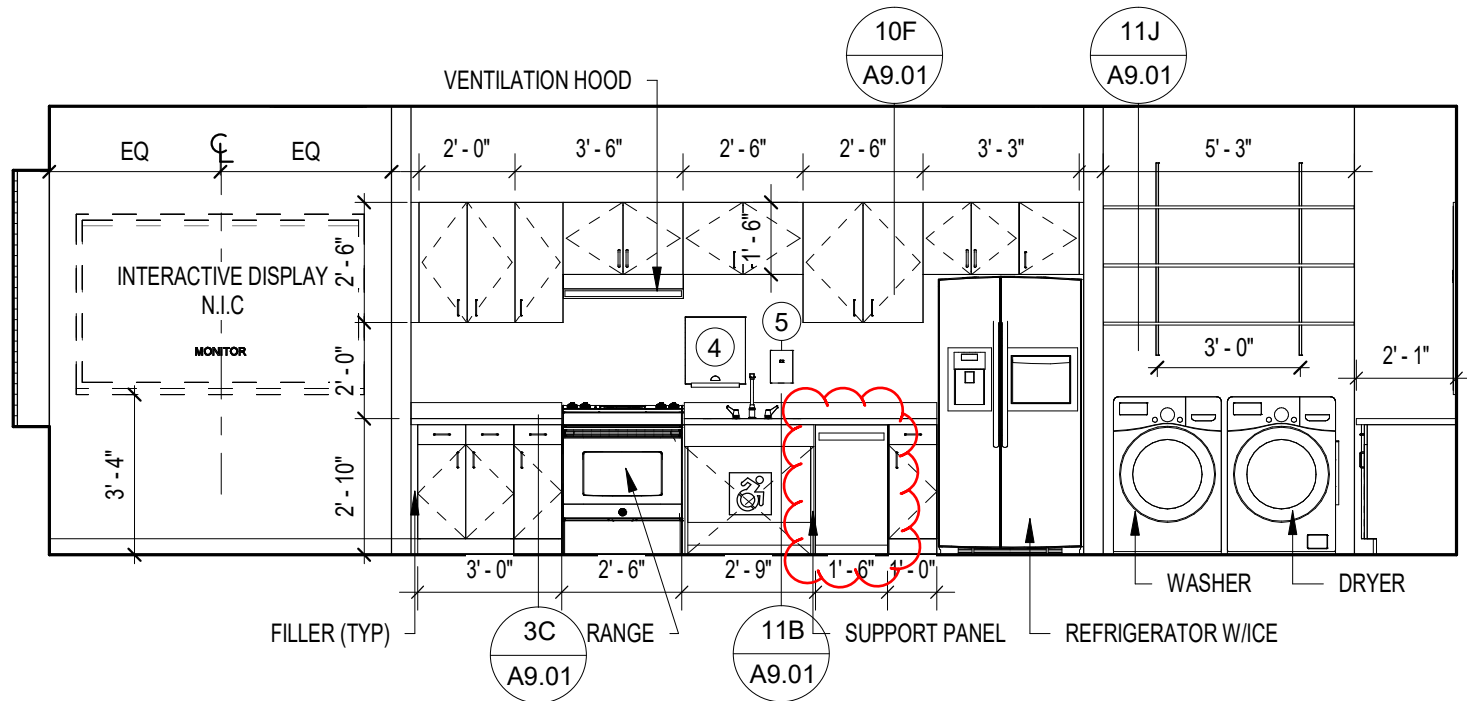 10F
A9.01
11J
A9.01
VENTILATION HOOD
EQ
℄
EQ
2' - 0"
3' - 6"
2' - 6"
2' - 6"
3' - 3"
5' - 3"
2' - 6"
1' - 6"
INTERACTIVE DISPLAY
N.I.C
MONITOR
4
5
3' - 0"
2' - 1"
2' - 0"
3' - 4"
2' - 10"
3' - 0"
2' - 6"
2' - 9"
1' - 6"
1' - 0"
WASHER
DRYER
FILLER (TYP)
3C
A9.01
RANGE
11B
A9.01
SUPPORT PANEL
REFRIGERATOR W/ICE